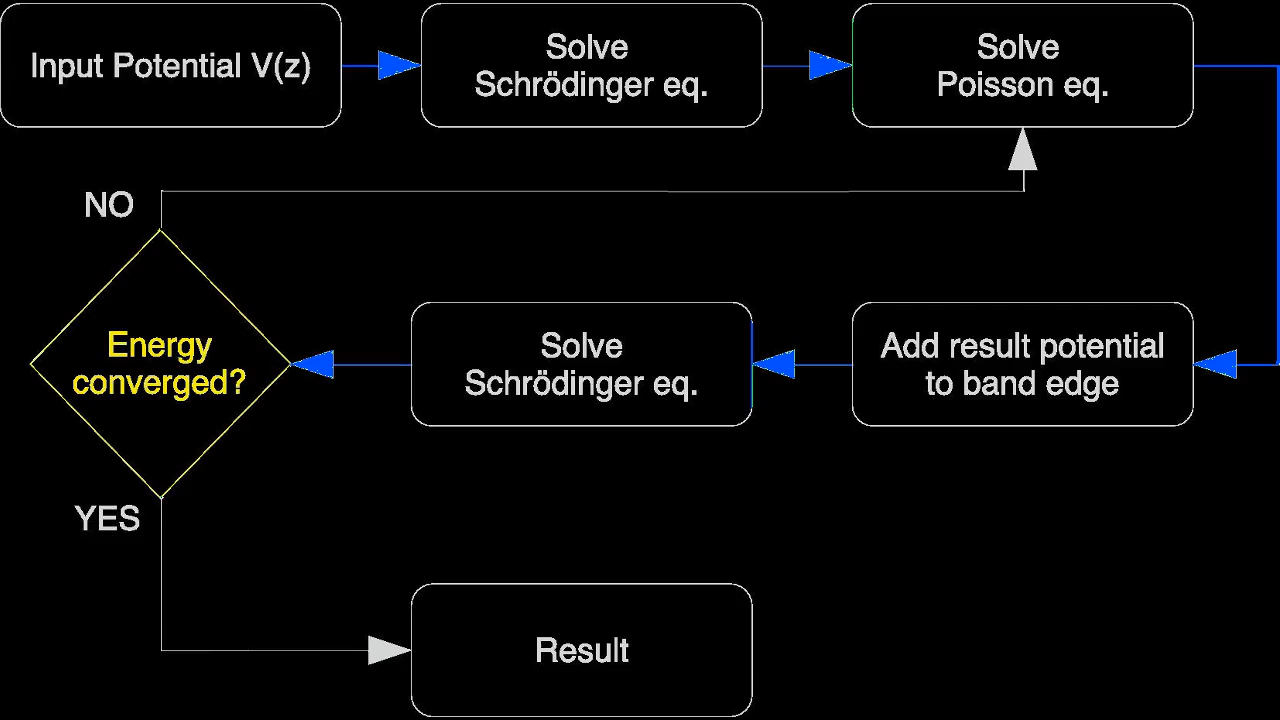 Input Potential V(z)
Solve
Schrödinger eq.
Solve
Poisson eq.
NO
Energy
converged?
Solve
Schrödinger eq.
Add result potential
to band edge
YES
Result